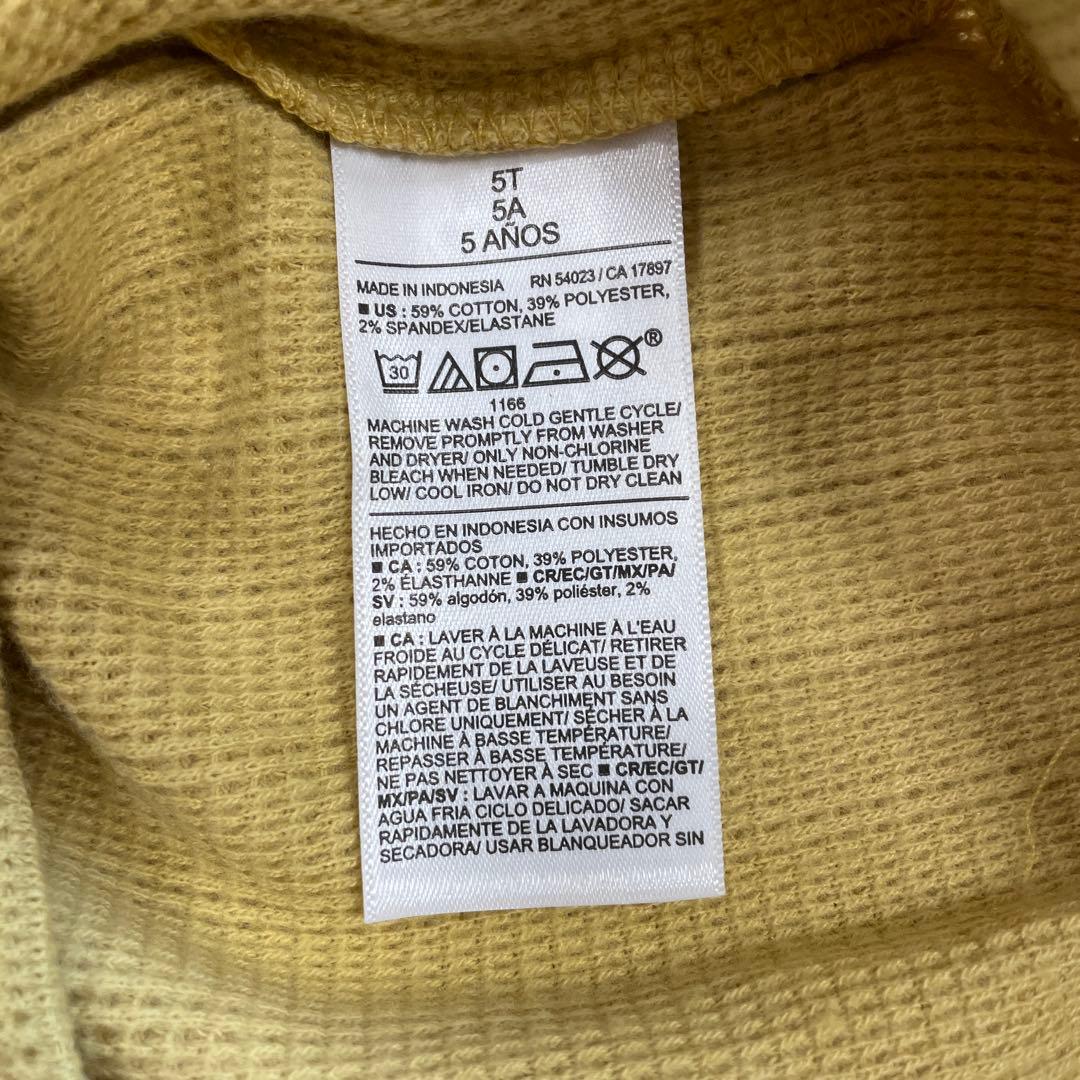 5T
5A
5 AÑOS
MADE IN INDONESIA RN 54023 / CA 17897
■ US : 59% COTTON, 39% POLYESTER,
2% SPANDEX/ELASTANE
30 ®
1166
MACHINE WASH COLD GENTLE CYCLE/
REMOVE PROMPTLY FROM WASHER
AND DRYER/ ONLY NON-CHLORINE
BLEACH WHEN NEEDED/ TUMBLE DRY
LOW/ COOL IRON/ DO NOT DRY CLEAN
HECHO EN INDONESIA CON INSUMOS
IMPORTADOS
■ CA : 59% COTON, 39% POLYESTER,
2% ÉLASTHANNE ■ CR/EC/GT/MX/PA/
SV : 59% algodón, 39% poliéster, 2%
elastano
■ CA : LAVER À LA MACHINE À L'EAU
FROIDE AU CYCLE DÉLICAT/ RETIRER
RAPIDEMENT DE LA LAVEUSE ET DE
LA SÉCHEUSE/ UTILISER AU BESOIN
UN AGENT DE BLANCHIMENT SANS
CHLORE UNIQUEMENT/ SÉCHER À LA
MACHINE À BASSE TEMPÉRATURE/
REPASSER À BASSE TEMPÉRATURE/
NE PAS NETTOYER À SEC ■ CR/EC/GT/
MX/PA/SV : LAVAR A MAQUINA CON
AGUA FRIA CICLO DELICADO/ SACAR
RAPIDAMENTE DE LA LAVADORA Y
SECADORA/ USAR BLANQUEADOR SIN